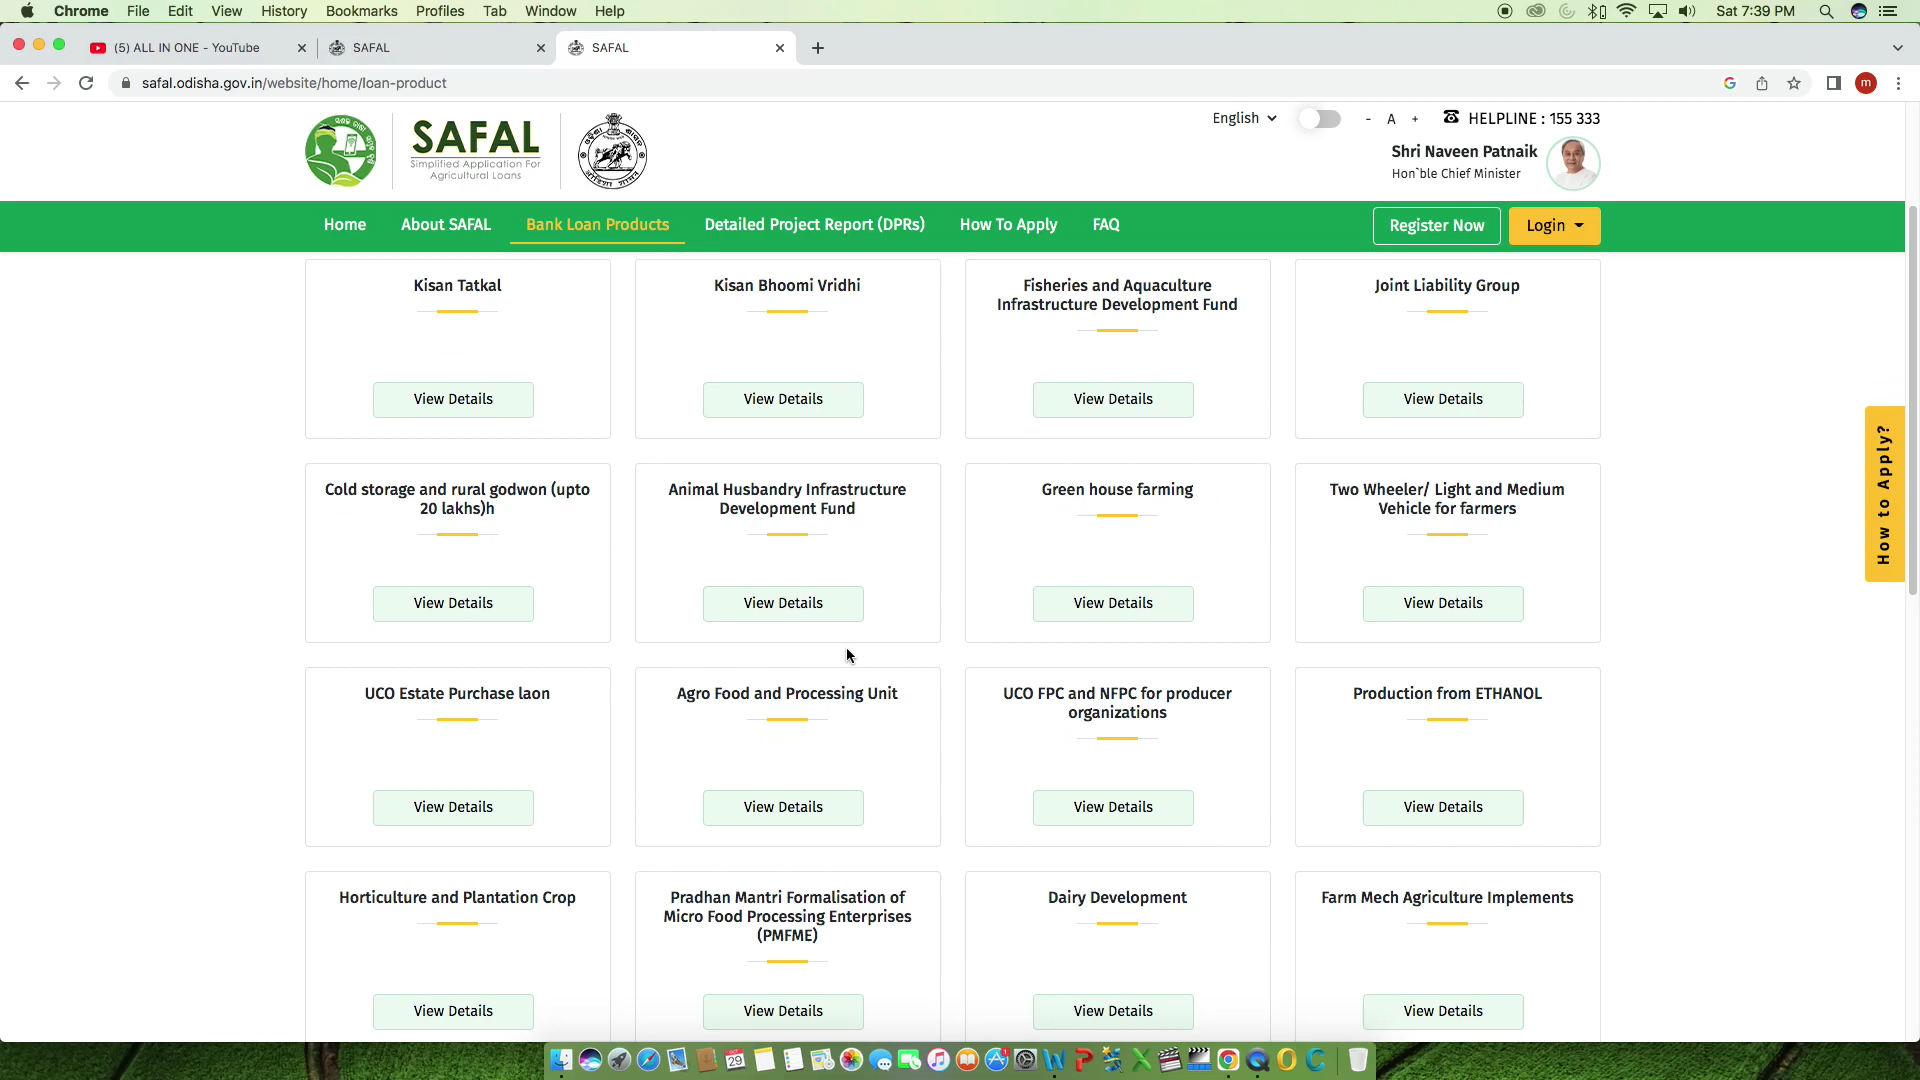 Chrome File Edit View History Bookmarks Profiles Tab Window Help
Sat 7:39 PM
(5) ALL IN ONE - YouTube
SAFAL
SAFAL
safal.odisha.gov.in/website/home/loan-product
m
SAFAL
Simplified Application For
Agricultural Loans
English
- A +
HELPLINE : 155 333
Shri Naveen Patnaik
Hon`ble Chief Minister
Home About SAFAL Bank Loan Products Detailed Project Report (DPRs) How To Apply FAQ
Register Now
Login
Kisan Tatkal
View Details
Kisan Bhoomi Vridhi
View Details
Fisheries and Aquaculture
Infrastructure Development Fund
View Details
Joint Liability Group
View Details
Cold storage and rural godwon (upto
20 lakhs)h
View Details
Animal Husbandry Infrastructure
Development Fund
View Details
Green house farming
View Details
Two Wheeler/ Light and Medium
Vehicle for farmers
View Details
How to Apply?
UCO Estate Purchase laon
View Details
Agro Food and Processing Unit
View Details
UCO FPC and NFPC for producer
organizations
View Details
Production from ETHANOL
View Details
Horticulture and Plantation Crop
View Details
Pradhan Mantri Formalisation of
Micro Food Processing Enterprises
(PMFME)
View Details
Dairy Development
View Details
Farm Mech Agriculture Implements
View Details
29